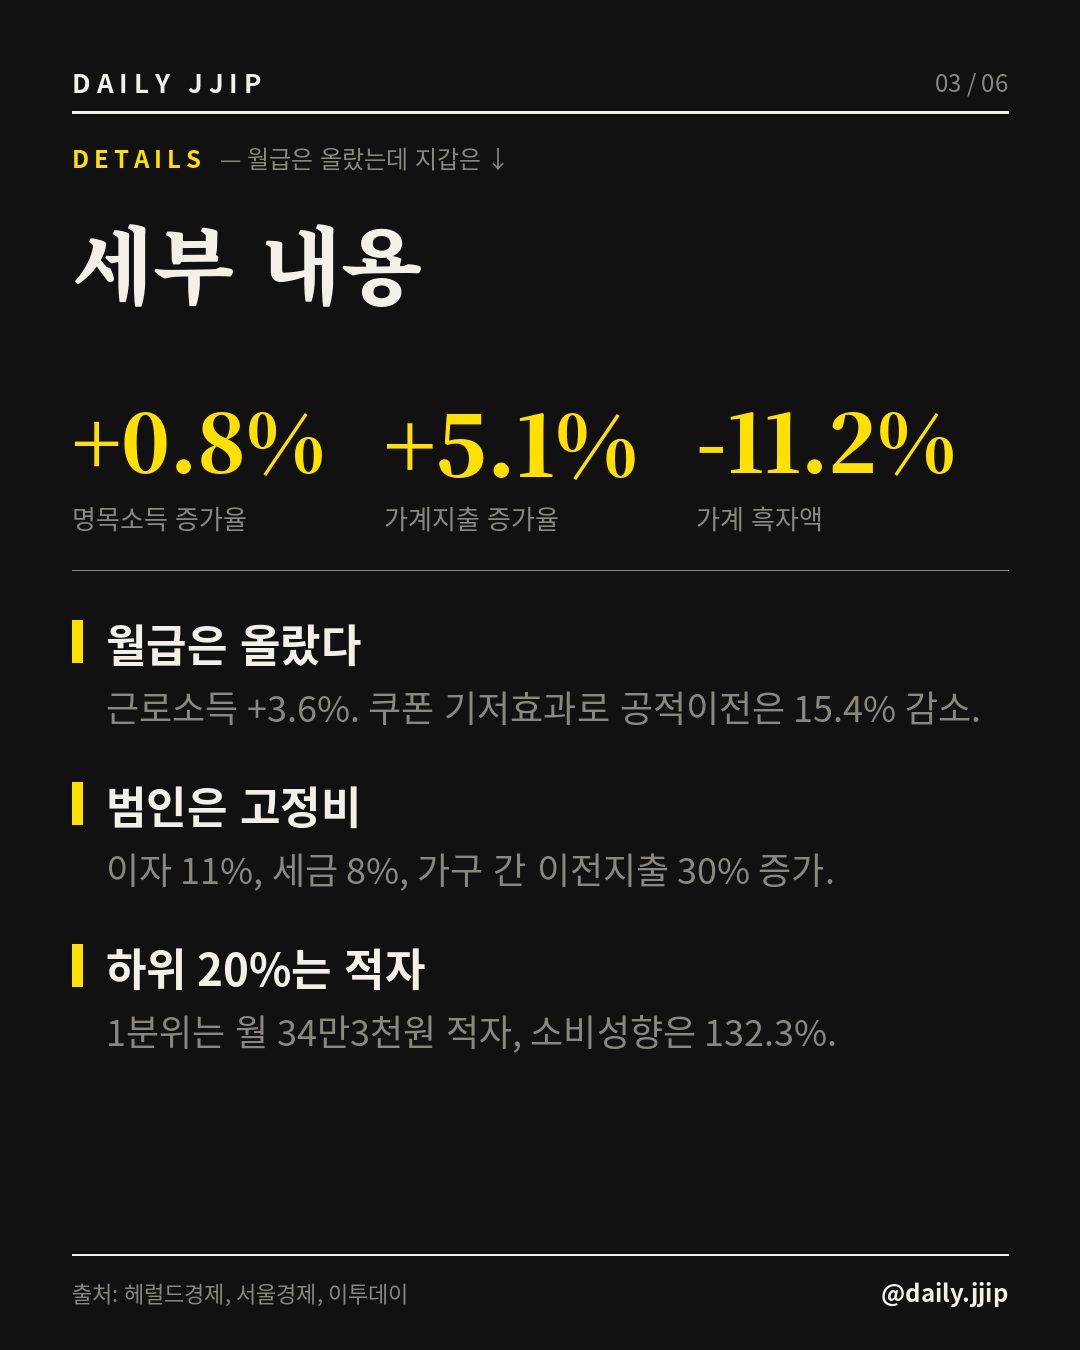 DAILY JJIP
03 / 06
DETAILS — 월급은 올랐는데 지갑은 ↓
세부 내용
+0.8% +5.1% -11.2%
명목소득 증가율 가계지출 증가율 가계 흑자액
월급은 올랐다
근로소득 +3.6%. 쿠폰 기저효과로 공적이전은 15.4% 감소.
범인은 고정비
이자 11%, 세금 8%, 가구 간 이전지출 30% 증가.
하위 20%는 적자
1분위는 월 34만3천원 적자, 소비성향은 132.3%.
출처: 헤럴드경제, 서울경제, 이투데이
@daily.jjip